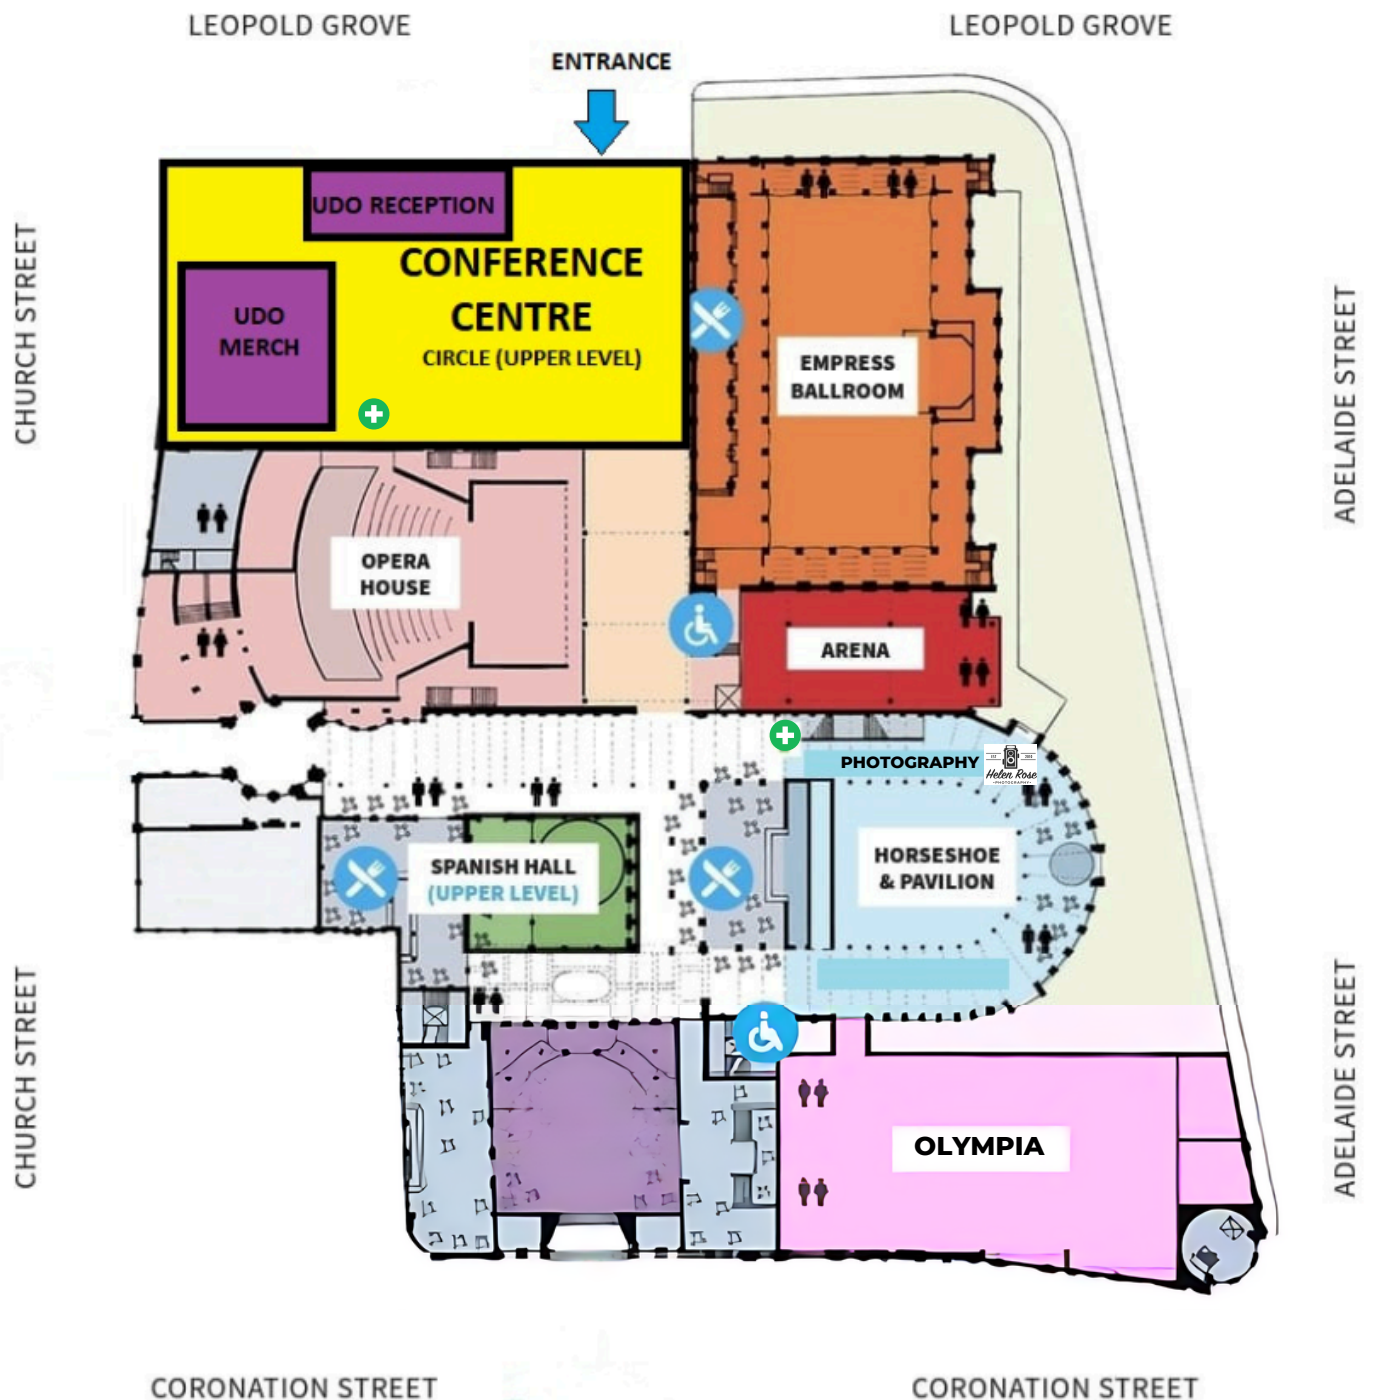 LEOPOLD GROVE
LEOPOLD GROVE
ENTRANCE
UDO RECEPTION
CONFERENCE
CENTRE
CIRCLE (UPPER LEVEL)
UDO
MERCH
CHURCH STREET
ADELAIDE STREET
EMPRESS
BALLROOM
OPERA
HOUSE
ARENA
PHOTOGRAPHY
Helen Rose
PHOTOGRAPHY
SPANISH HALL
(UPPER LEVEL)
HORSESHOE
& PAVILION
CHURCH STREET
ADELAIDE STREET
OLYMPIA
CORONATION STREET
CORONATION STREET